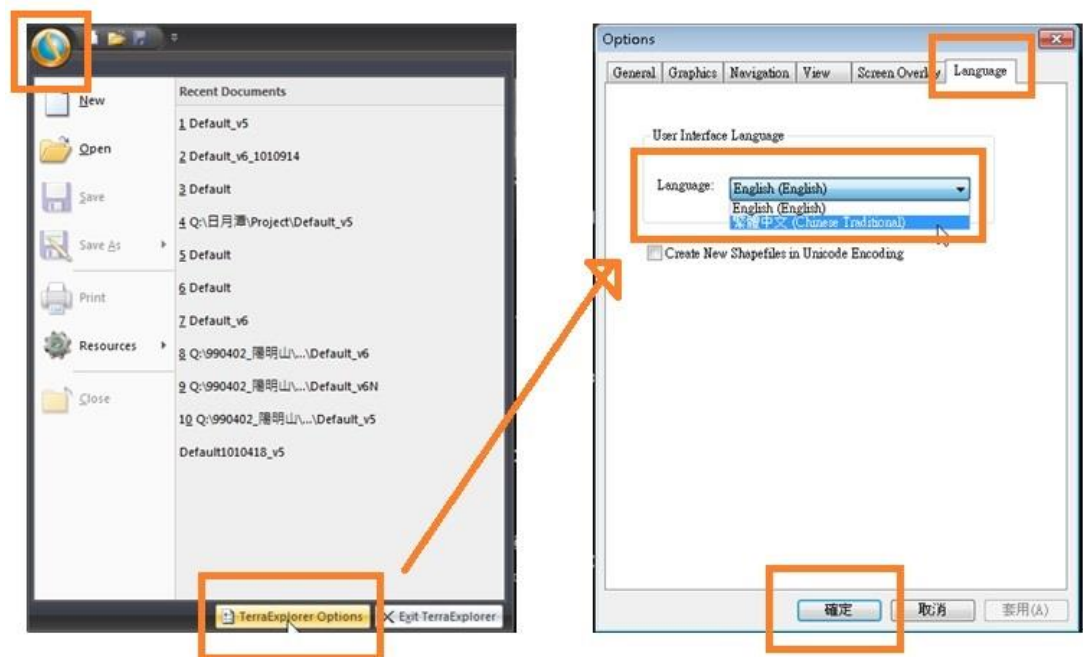 New
Open
Save
Save As
Print
Resources
Close
Recent Documents
1 Default_v5
2 Default_v6_1010914
3 Default
4 Q:\日月潭\Project\Default_v5
5 Default
6 Default
7 Default_v6
8 Q:\990402_陽明山\...\Default_v6
9 Q:\990402_陽明山\...\Default_v6N
10 Q:\990402_陽明山\...\Default_v5
Default1010418_v5
TerraExplorer Options
Exit TerraExplorer
Options
General Graphics Navigation View Screen Overlay Language
User Interface Language
Language: English (English)
English (English)
繁體中文 (Chinese Traditional)
Create New Shapefiles in Unicode Encoding
確定 取消 套用(A)